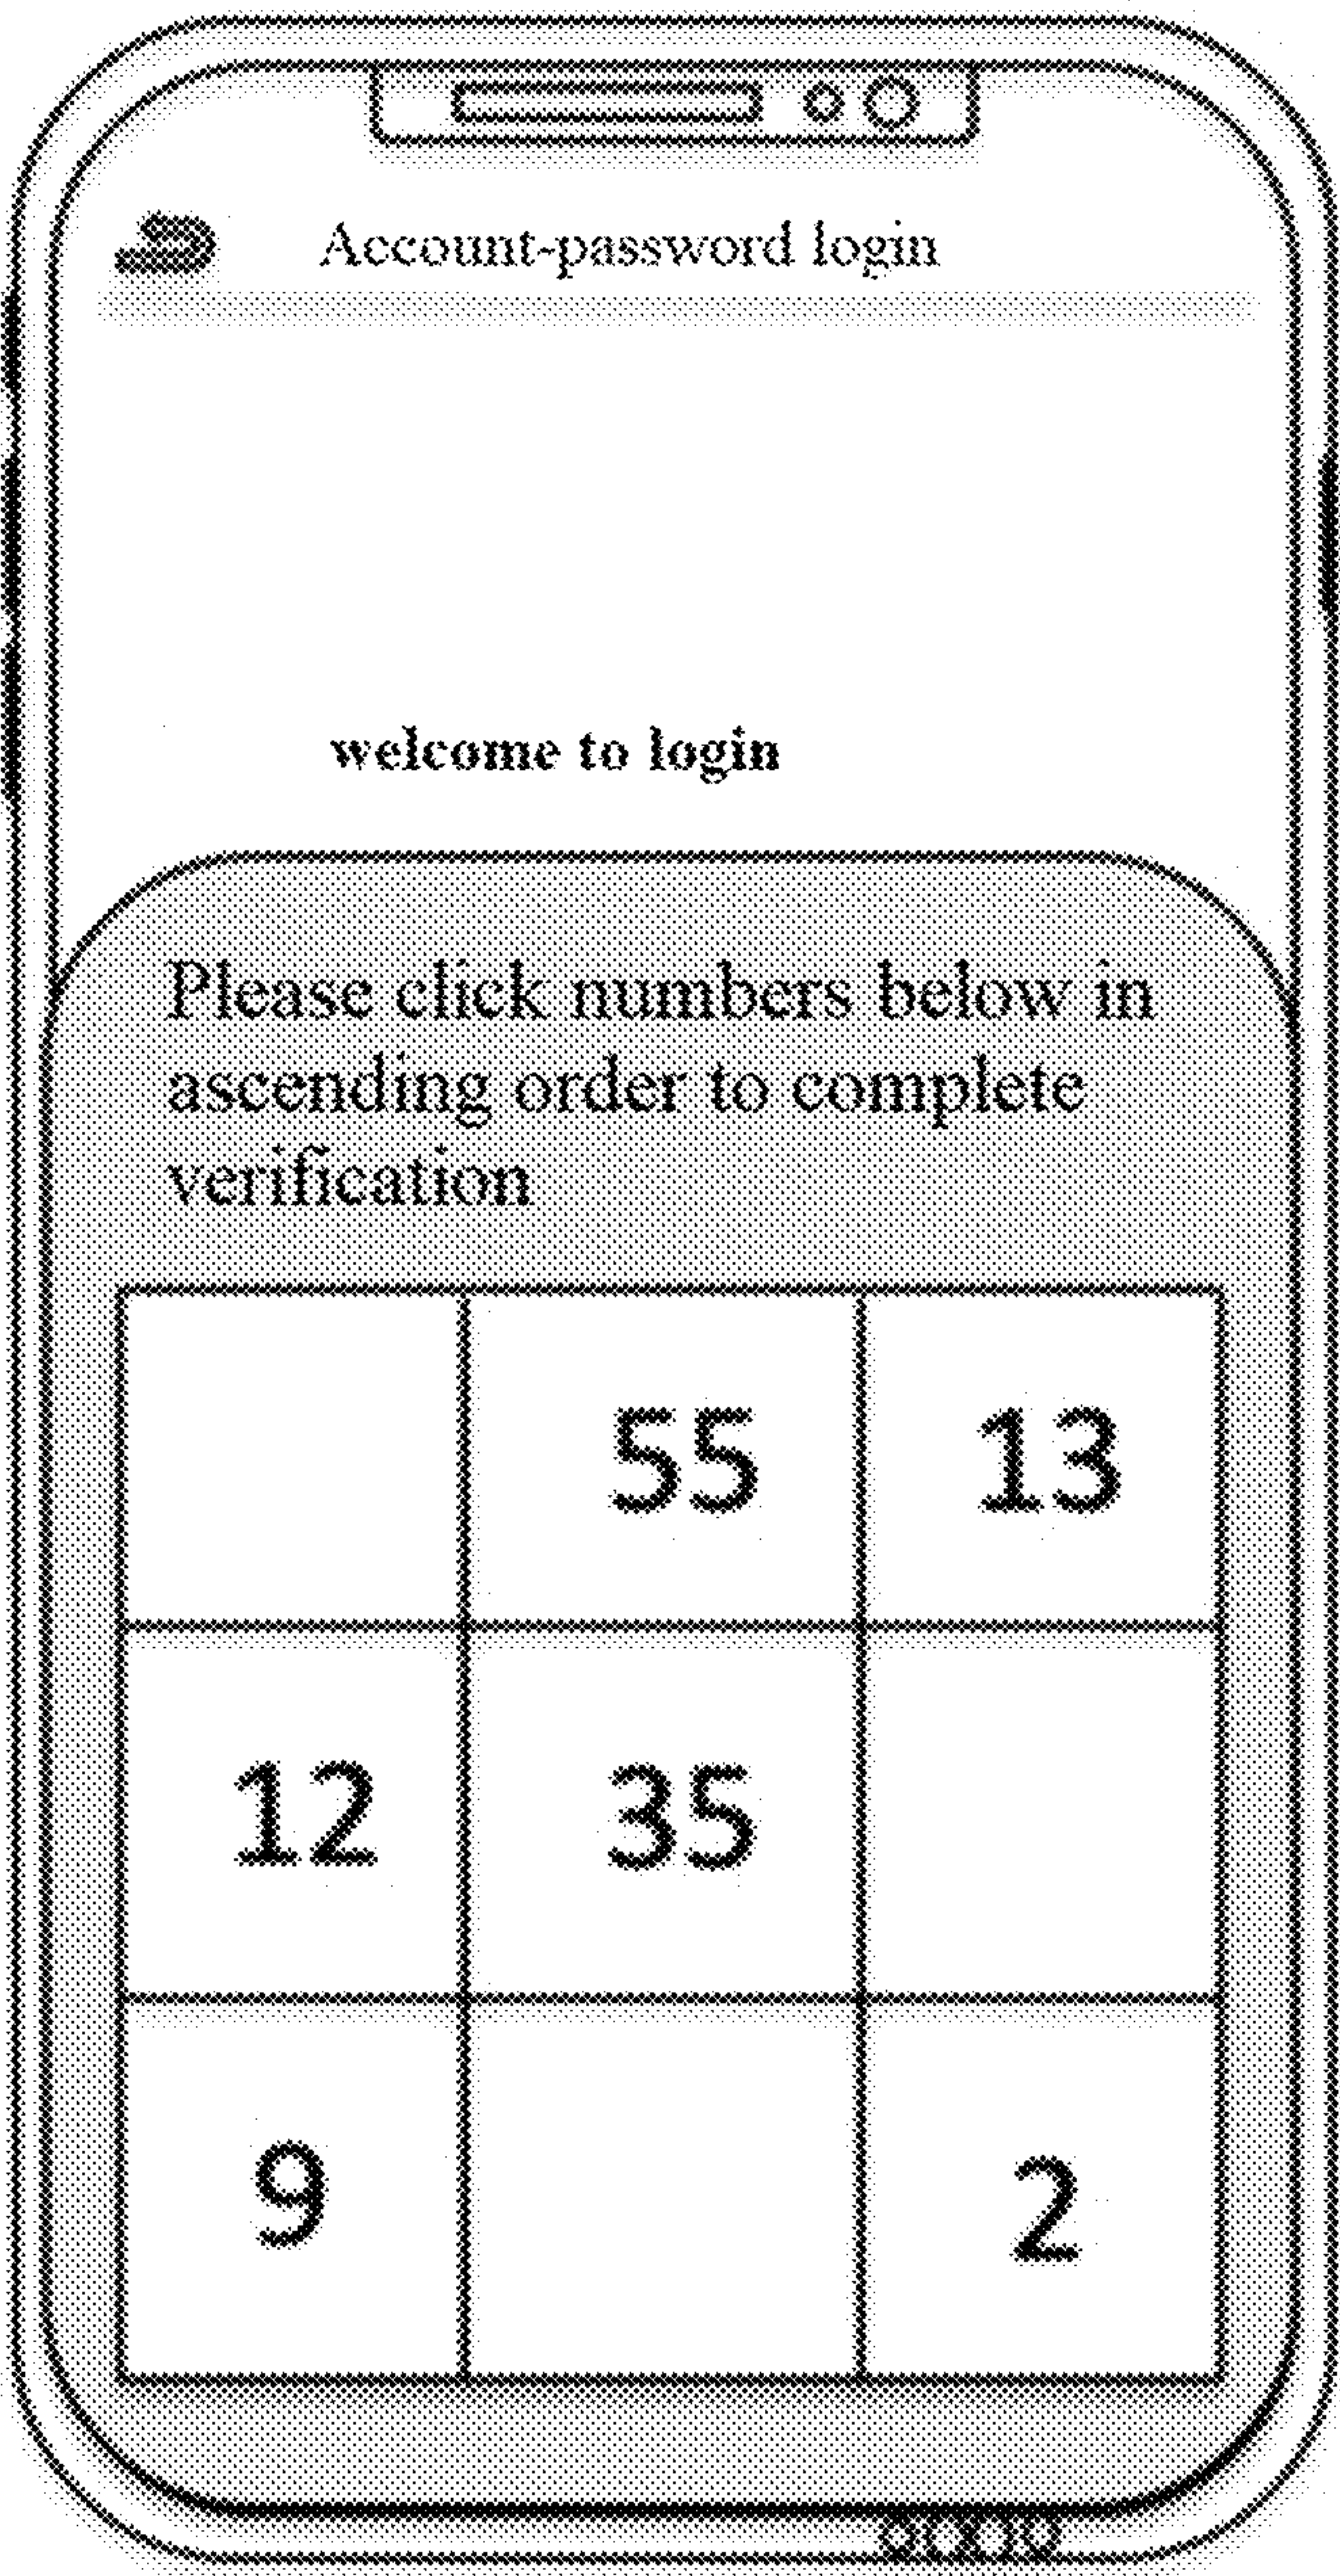 Account-password login
welcome to login
Please click numbers below in
ascending order to complete
verification
55 13
12 35
9 2